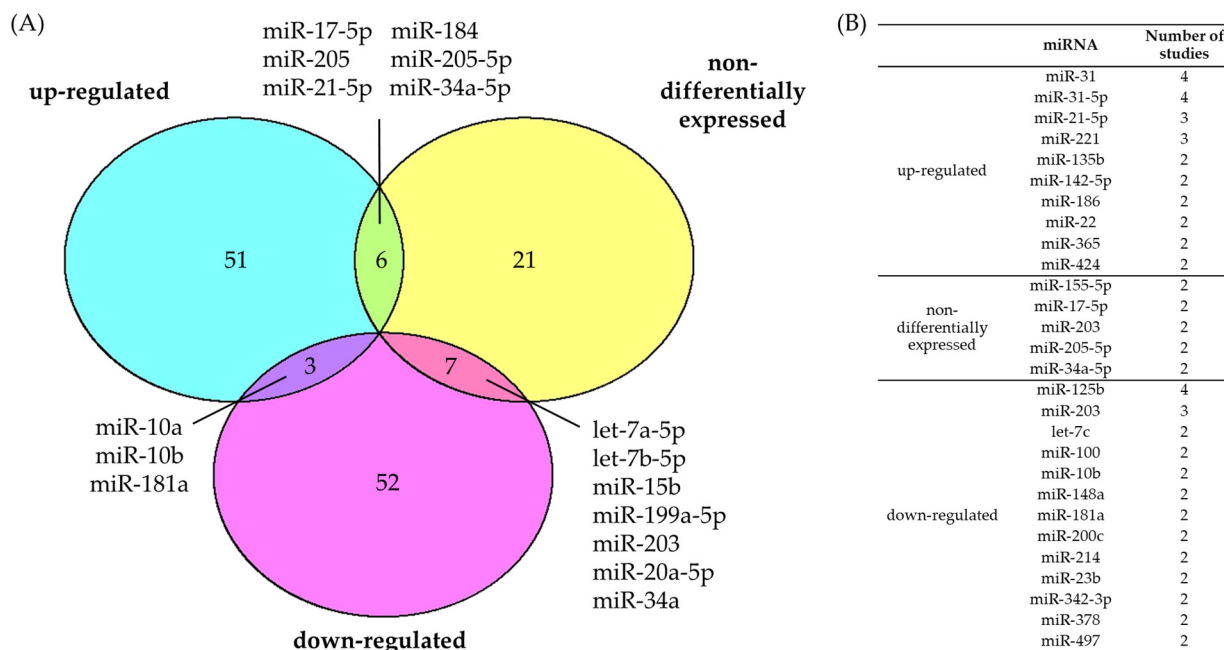 (A)
miR-17-5p miR-184
miR-205 miR-205-5p
miR-21-5p miR-34a-5p
up-regulated
non-
differentially
expressed
51
6
21
3
7
miR-10a
miR-10b
miR-181a
52
let-7a-5p
let-7b-5p
miR-15b
miR-199a-5p
miR-203
miR-20a-5p
miR-34a
down-regulated
(B)
miRNA Number of
studies
up-regulated
miR-31 4
miR-31-5p 4
miR-21-5p 3
miR-221 3
miR-135b 2
miR-142-5p 2
miR-186 2
miR-22 2
miR-365 2
miR-424 2
non-
differentially
expressed
miR-155-5p 2
miR-17-5p 2
miR-203 2
miR-205-5p 2
miR-34a-5p 2
down-regulated
miR-125b 4
miR-203 3
let-7c 2
miR-100 2
miR-10b 2
miR-148a 2
miR-181a 2
miR-200c 2
miR-214 2
miR-23b 2
miR-342-3p 2
miR-378 2
miR-497 2